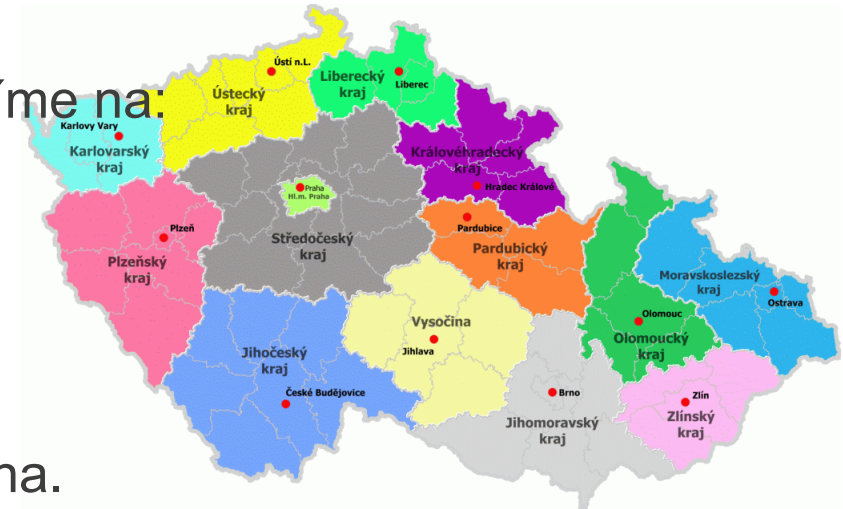 Ústí n.L.
Liberecký
kraj
Liberec
Ústecký
kraj
me na:
Karlovy Vary
Karlovarský
kraj
Královéhradecký
kraj
Hradec Králové
Praha
Hl.m. Praha
Plzeň
Plzeňský
kraj
Středočeský
kraj
Pardubice
Pardubický
kraj
Moravskoslezský
kraj
Ostrava
Olomouc
Olomoucký
kraj
Vysočina
Jihlava
Jihočeský
kraj
České Budějovice
Brno
Jihomoravský
kraj
Zlín
Zlínský
kraj
na.